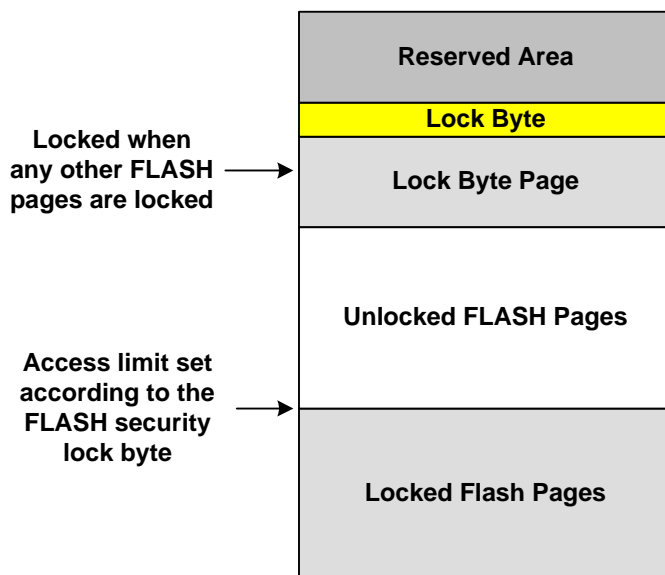 Reserved Area
Lock Byte
Locked when
any other FLASH
pages are locked
Lock Byte Page
Unlocked FLASH Pages
Access limit set
according to the
FLASH security
lock byte
Locked Flash Pages